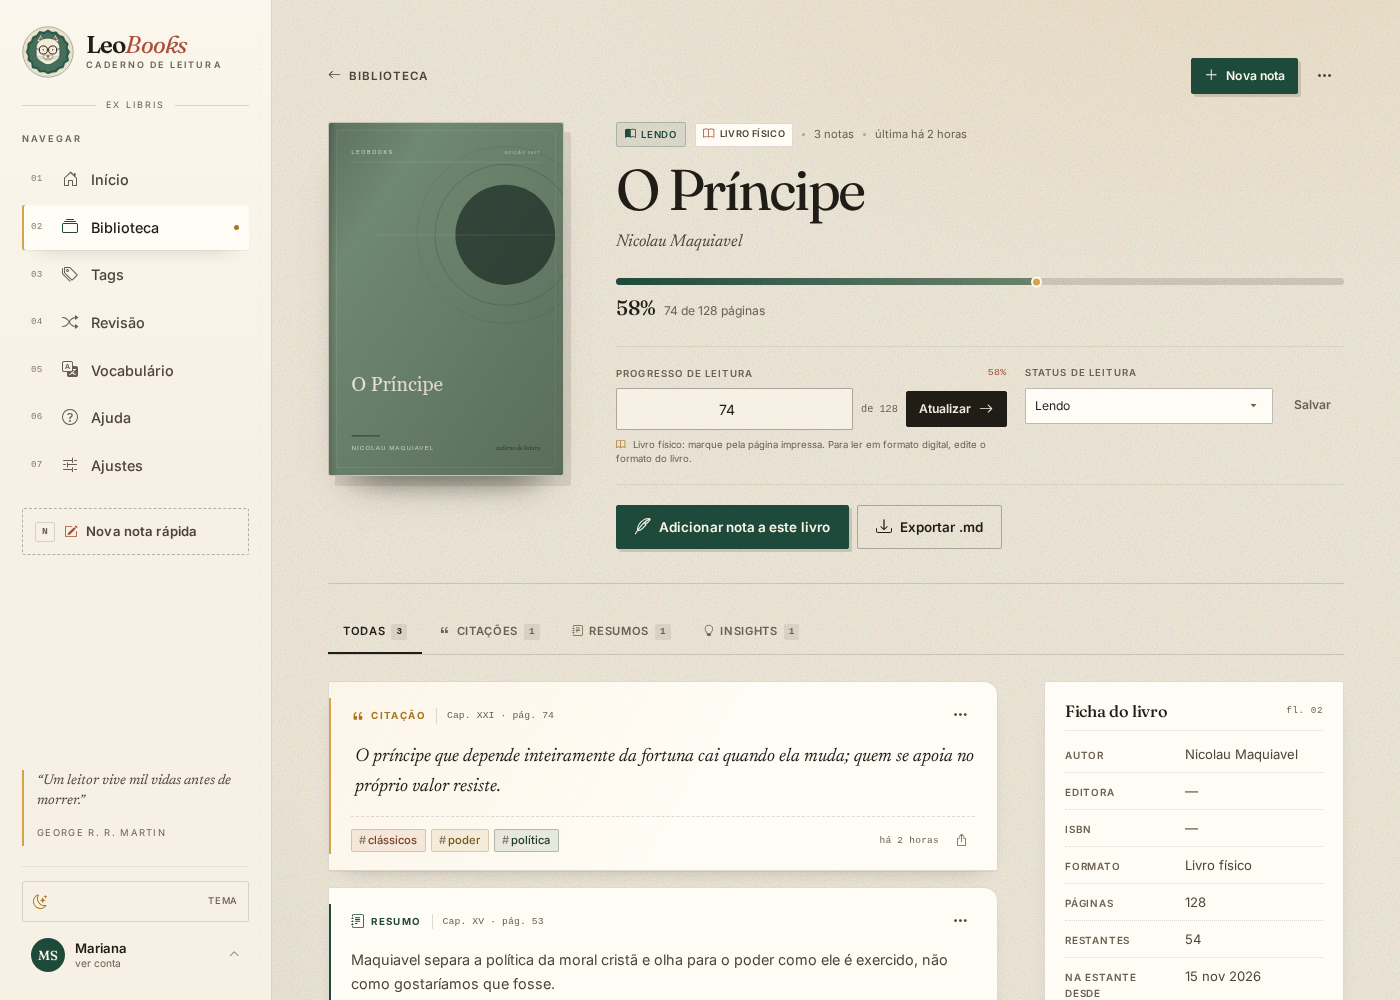 LeoBooks
CADERNO DE LEITURA
EX LIBRIS
NAVEGAR
01 Início
02 Biblioteca
03 Tags
04 Revisão
05 Vocabulário
06 Ajuda
07 Ajustes
N Nova nota rápida
“Um leitor vive mil vidas antes de
morrer.”
GEORGE R. R. MARTIN
TEMA
MS Mariana
ver conta
← BIBLIOTECA
+ Nova nota
LEOBOOKS
O Príncipe
NICOLAU MAQUIAVEL
caderno de leitura
LENDO LIVRO FÍSICO • 3 notas • última há 2 horas
O Príncipe
Nicolau Maquiavel
58% 74 de 128 páginas
PROGRESSO DE LEITURA 58%
74 de 128 Atualizar →
Livro físico: marque pela página impressa. Para ler em formato digital, edite o
formato do livro.
STATUS DE LEITURA
Lendo Salvar
Adicionar nota a este livro Exportar .md
TODAS 3 CITAÇÕES 1 RESUMOS 1 INSIGHTS 1
CITAÇÃO Cap. XXI · pág. 74
O príncipe que depende inteiramente da fortuna cai quando ela muda; quem se apoia no
próprio valor resiste.
#clássicos #poder #política há 2 horas
RESUMO Cap. XV · pág. 53
Maquiavel separa a política da moral cristã e olha para o poder como ele é exercido, não
como gostaríamos que fosse.
Ficha do livro fl. 02
AUTOR Nicolau Maquiavel
EDITORA —
ISBN —
FORMATO Livro físico
PÁGINAS 128
RESTANTES 54
NA ESTANTE 15 nov 2026
DESDE